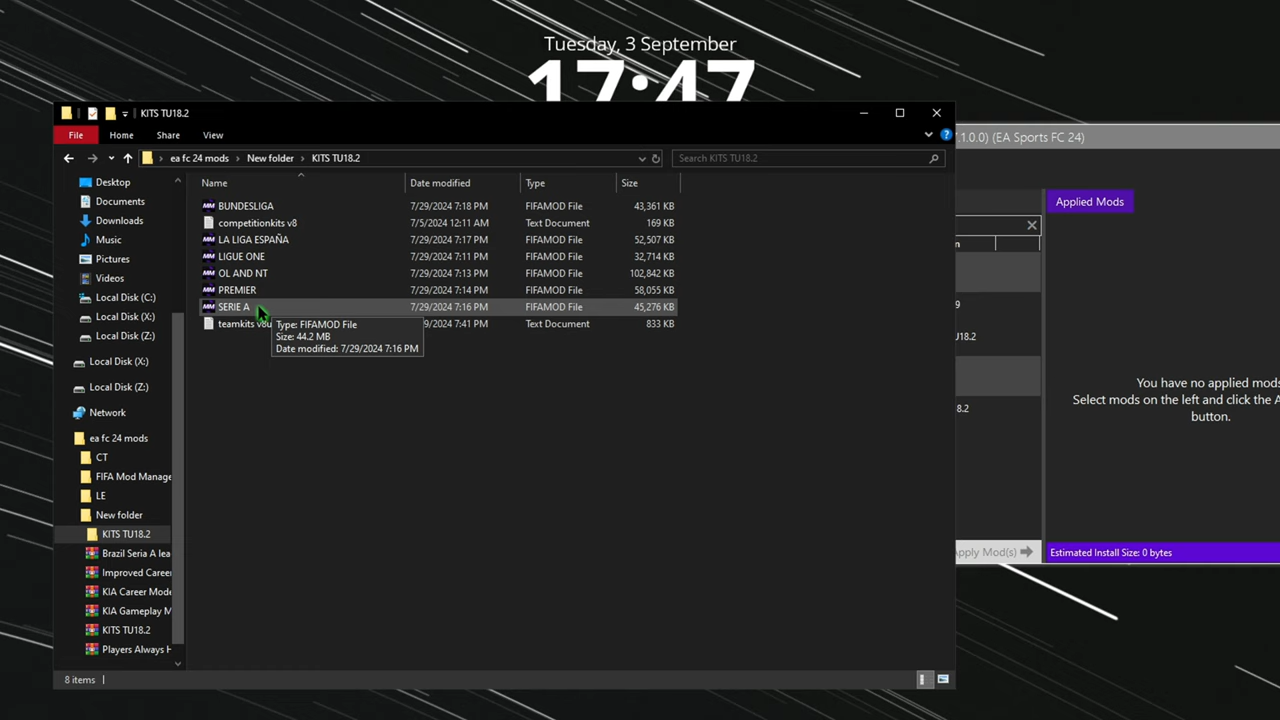 Tuesday, 3 September
17:47
KITS TU18.2
File Home Share View
ea fc 24 mods › New folder › KITS TU18.2
Search KITS TU18.2
Name Date modified Type Size
BUNDESLIGA 7/29/2024 7:18 PM FIFAMOD File 43,361 KB
competitionkits v8 7/5/2024 12:11 AM Text Document 169 KB
LA LIGA ESPAÑA 7/29/2024 7:17 PM FIFAMOD File 52,507 KB
LIGUE ONE 7/29/2024 7:11 PM FIFAMOD File 32,714 KB
OL AND NT 7/29/2024 7:13 PM FIFAMOD File 102,842 KB
PREMIER 7/29/2024 7:14 PM FIFAMOD File 58,055 KB
SERIE A 7/29/2024 7:16 PM FIFAMOD File 45,276 KB
teamkits v8u 9/2024 7:41 PM Text Document 833 KB
Type: FIFAMOD File
Size: 44.2 MB
Date modified: 7/29/2024 7:16 PM
Desktop
Documents
Downloads
Music
Pictures
Videos
Local Disk (C:)
Local Disk (X:)
Local Disk (Z:)
Local Disk (X:)
Local Disk (Z:)
Network
ea fc 24 mods
CT
FIFA Mod Manage
LE
New folder
KITS TU18.2
Brazil Seria A lea
Improved Career
KIA Career Mode
KIA Gameplay M
KITS TU18.2
Players Always H
8 items
.1.0.0) (EA Sports FC 24)
Applied Mods
n
9
U18.2
8.2
You have no applied mods
Select mods on the left and click the A
button.
pply Mod(s)
Estimated Install Size: 0 bytes